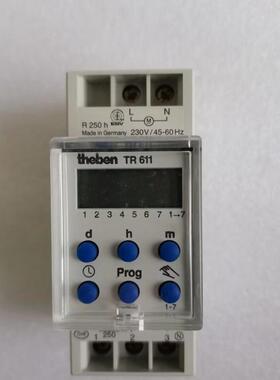 L N
R 250 h
M
Made in Germany 230V/45-60Hz
theben TR 611
1 2 3 4 5 6 7 1→7
d h m
Prog
1÷7
250
1 2 3 N